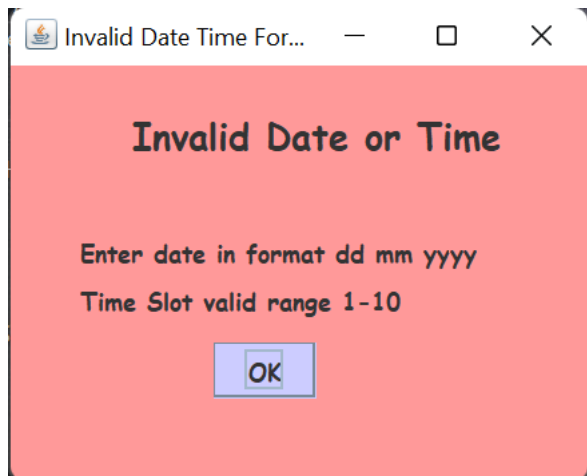 Invalid Date Time For...
Invalid Date or Time
Enter date in format dd mm yyyy
Time Slot valid range 1-10
OK